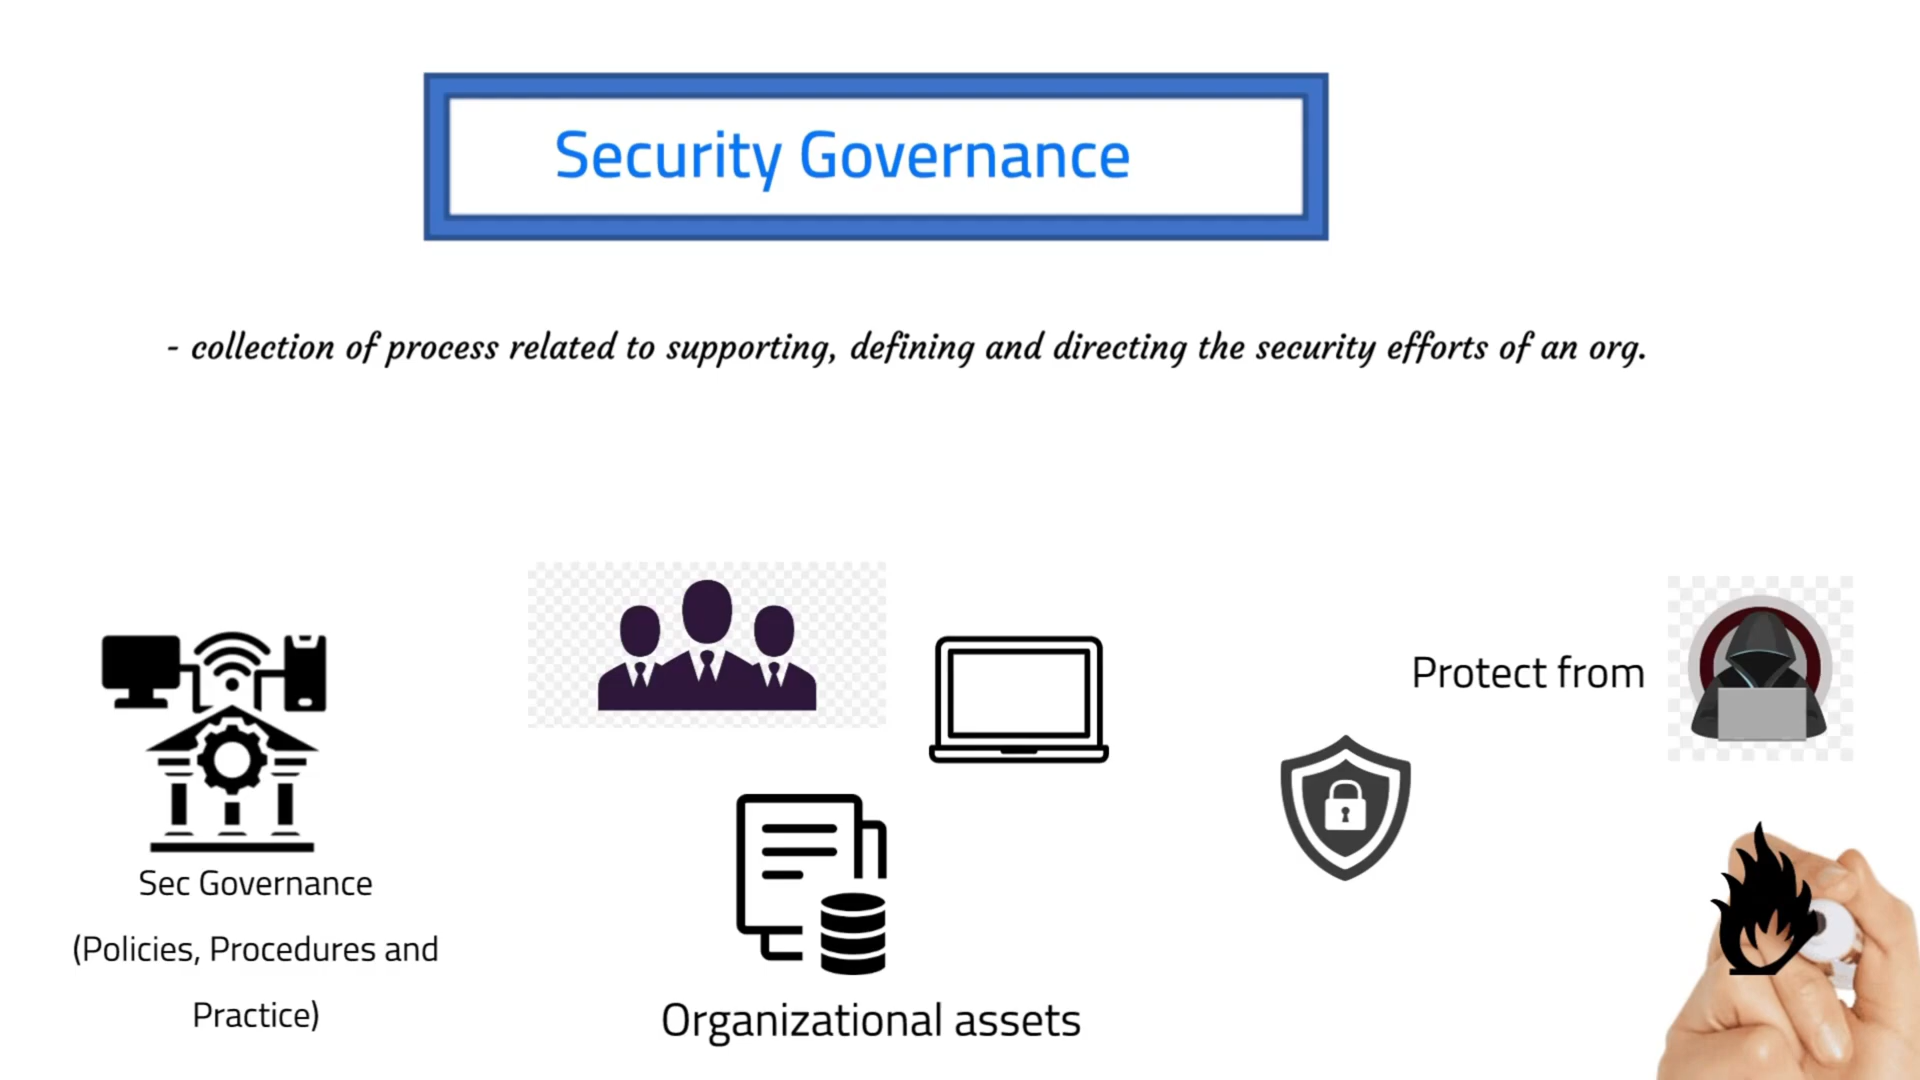 Security Governance
- collection of process related to supporting, defining and directing the security efforts of an org.
Protect from
Sec Governance
(Policies, Procedures and
Practice)
Organizational assets